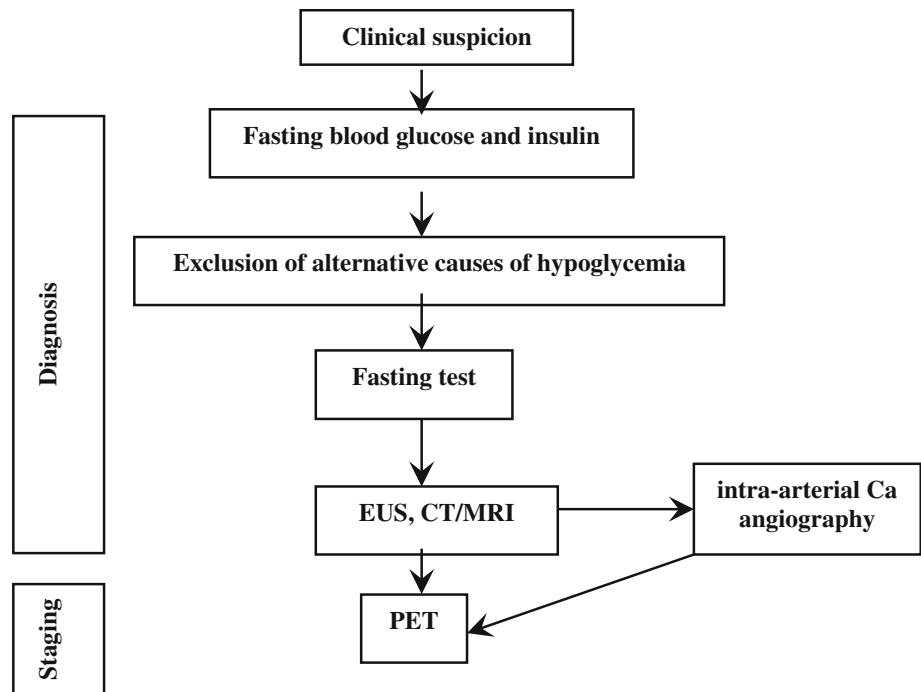 Clinical suspicion
Fasting blood glucose and insulin
Exclusion of alternative causes of hypoglycemia
Diagnosis
Fasting test
EUS, CT/MRI
intra-arterial Ca
angiography
Staging
PET